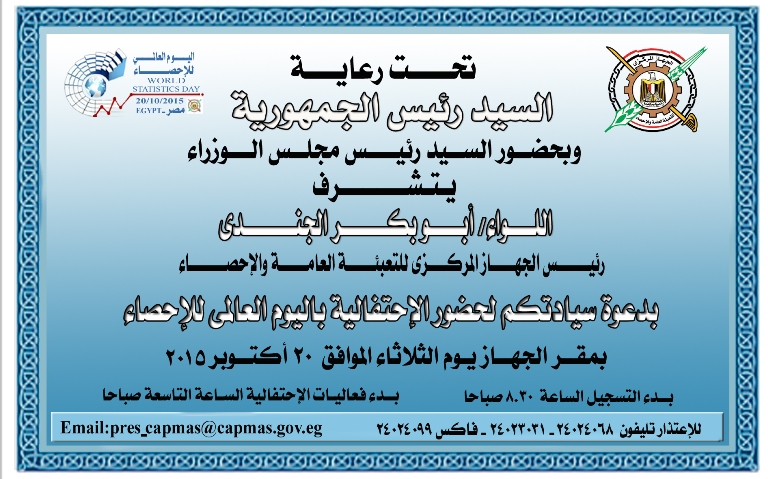 اليوم العالمى
للإحصاء
WORLD
STATISTICS DAY
20/10/2015
مصر - EGYPT
تحت رعاية
السيد رئيس الجمهورية
وبحضور السيد رئيس مجلس الوزراء
يتشرف
اللواء/ أبو بكر الجندى
رئيس الجهاز المركزى للتعبئة العامة والإحصاء
بدعوة سيادتكم لحضور الإحتفالية باليوم العالمى للإحصاء
بمقر الجهاز يوم الثلاثاء الموافق ٢٠ أكتوبر ٢٠١٥
بدء التسجيل الساعة ٨.٣٠ صباحا
بدء فعاليات الإحتفالية الساعة التاسعة صباحا
للإعتذار تليفون ٢٤٠٢٤٠٦٨ ـ ٢٤٠٢٣٠٣١ ـ فاكس ٢٤٠٢٤٠٩٩
Email:pres_capmas@capmas.gov.eg